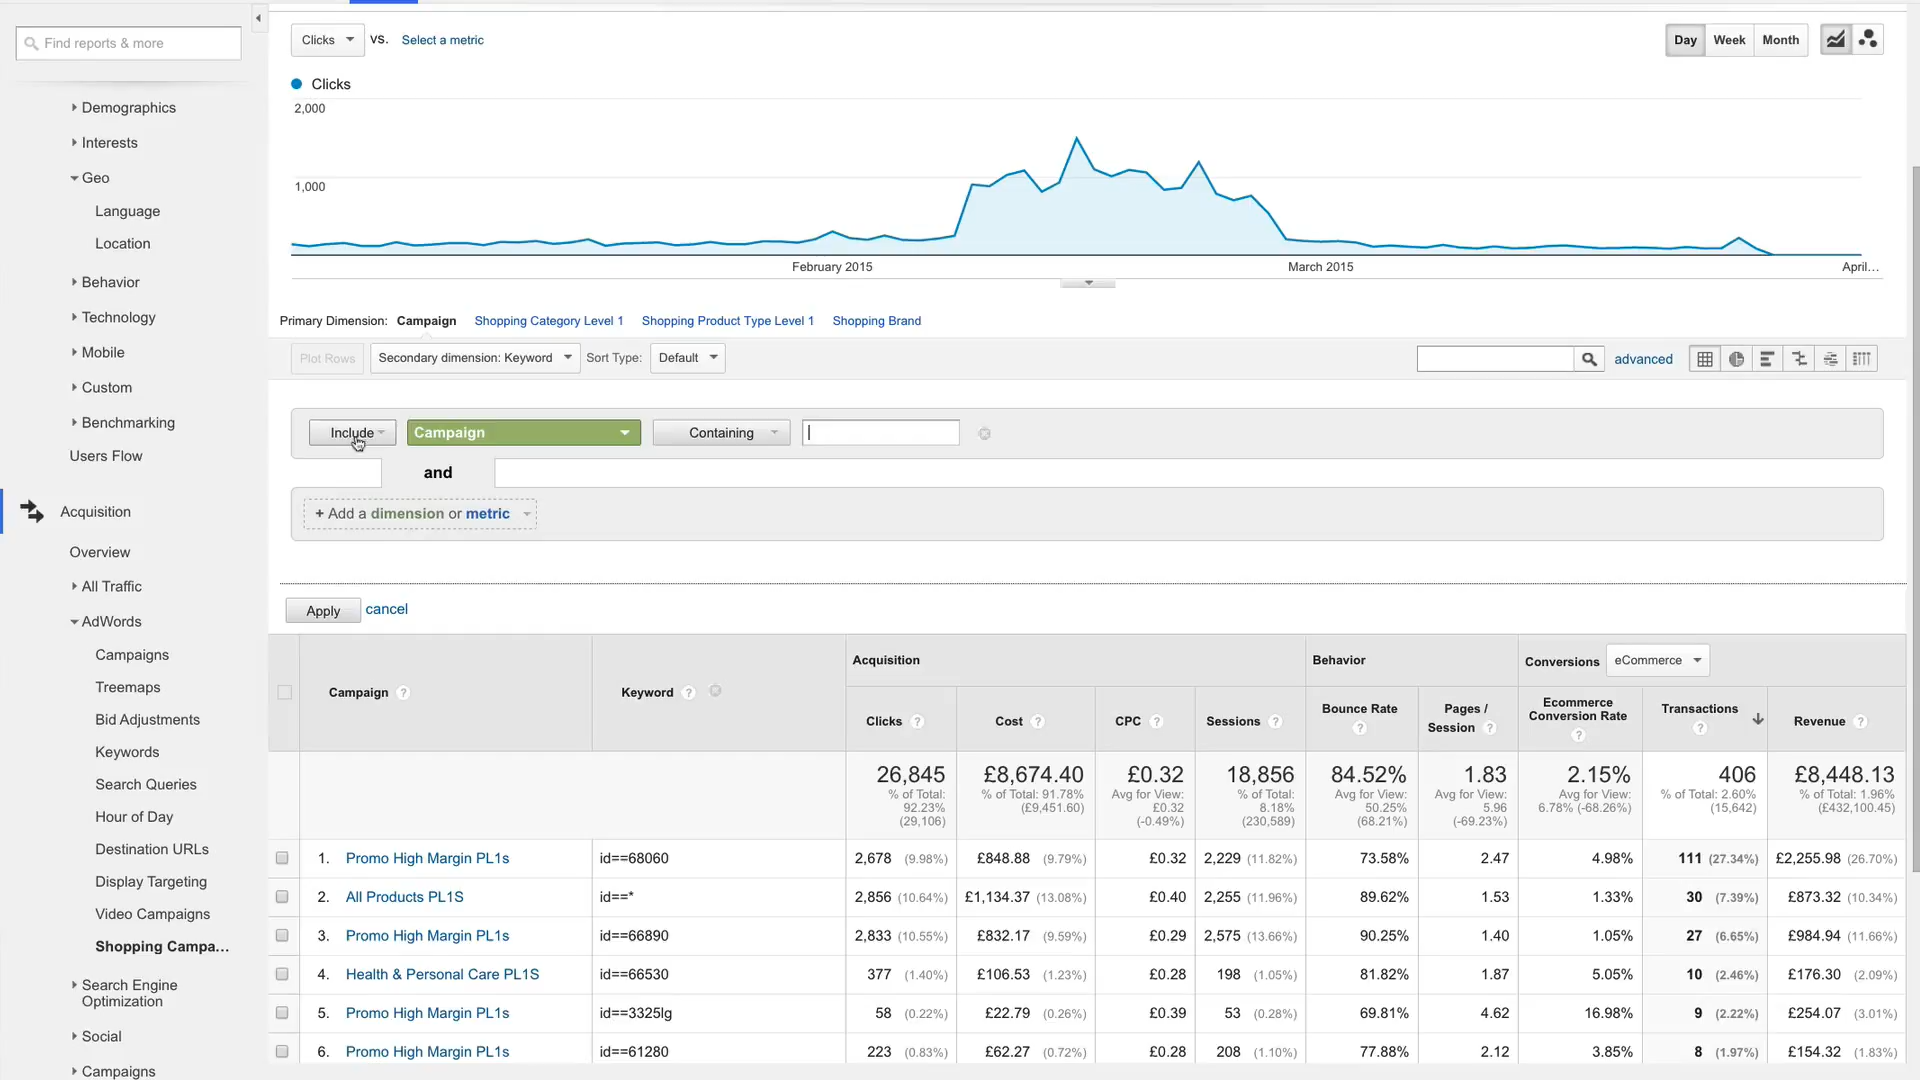 Find reports & more
Demographics
Interests
Geo
Language
Location
Behavior
Technology
Mobile
Custom
Benchmarking
Users Flow
Acquisition
Overview
All Traffic
AdWords
Campaigns
Treemaps
Bid Adjustments
Keywords
Search Queries
Hour of Day
Destination URLs
Display Targeting
Video Campaigns
Shopping Campa...
Search Engine
Optimization
Social
Campaigns
Clicks VS. Select a metric Day Week Month
Clicks
2,000
1,000
February 2015 March 2015 April...
Primary Dimension: Campaign Shopping Category Level 1 Shopping Product Type Level 1 Shopping Brand
Plot Rows Secondary dimension: Keyword Sort Type: Default advanced
Include Campaign Containing
and
+ Add a dimension or metric
Apply cancel
Acquisition Behavior Conversions eCommerce
Campaign ? Keyword ? Clicks ? Cost ? CPC ? Sessions ? Bounce Rate ? Pages / Session ? Ecommerce Conversion Rate ? Transactions ? Revenue ?
26,845 £8,674.40 £0.32 18,856 84.52% 1.83 2.15% 406 £8,448.13
% of Total: 92.23% (29,106) % of Total: 91.78% (£9,451.60) Avg for View: £0.32 (-0.49%) % of Total: 8.18% (230,589) Avg for View: 50.25% (68.21%) Avg for View: 5.96 (-69.23%) Avg for View: 6.78% (-68.26%) % of Total: 2.60% (15,642) % of Total: 1.96% (£432,100.45)
1. Promo High Margin PL1s id==68060 2,678 (9.98%) £848.88 (9.79%) £0.32 2,229 (11.82%) 73.58% 2.47 4.98% 111 (27.34%) £2,255.98 (26.70%)
2. All Products PL1S id==* 2,856 (10.64%) £1,134.37 (13.08%) £0.40 2,255 (11.96%) 89.62% 1.53 1.33% 30 (7.39%) £873.32 (10.34%)
3. Promo High Margin PL1s id==66890 2,833 (10.55%) £832.17 (9.59%) £0.29 2,575 (13.66%) 90.25% 1.40 1.05% 27 (6.65%) £984.94 (11.66%)
4. Health & Personal Care PL1S id==66530 377 (1.40%) £106.53 (1.23%) £0.28 198 (1.05%) 81.82% 1.87 5.05% 10 (2.46%) £176.30 (2.09%)
5. Promo High Margin PL1s id==3325lg 58 (0.22%) £22.79 (0.26%) £0.39 53 (0.28%) 69.81% 4.62 16.98% 9 (2.22%) £254.07 (3.01%)
6. Promo High Margin PL1s id==61280 223 (0.83%) £62.27 (0.72%) £0.28 208 (1.10%) 77.88% 2.12 3.85% 8 (1.97%) £154.32 (1.83%)